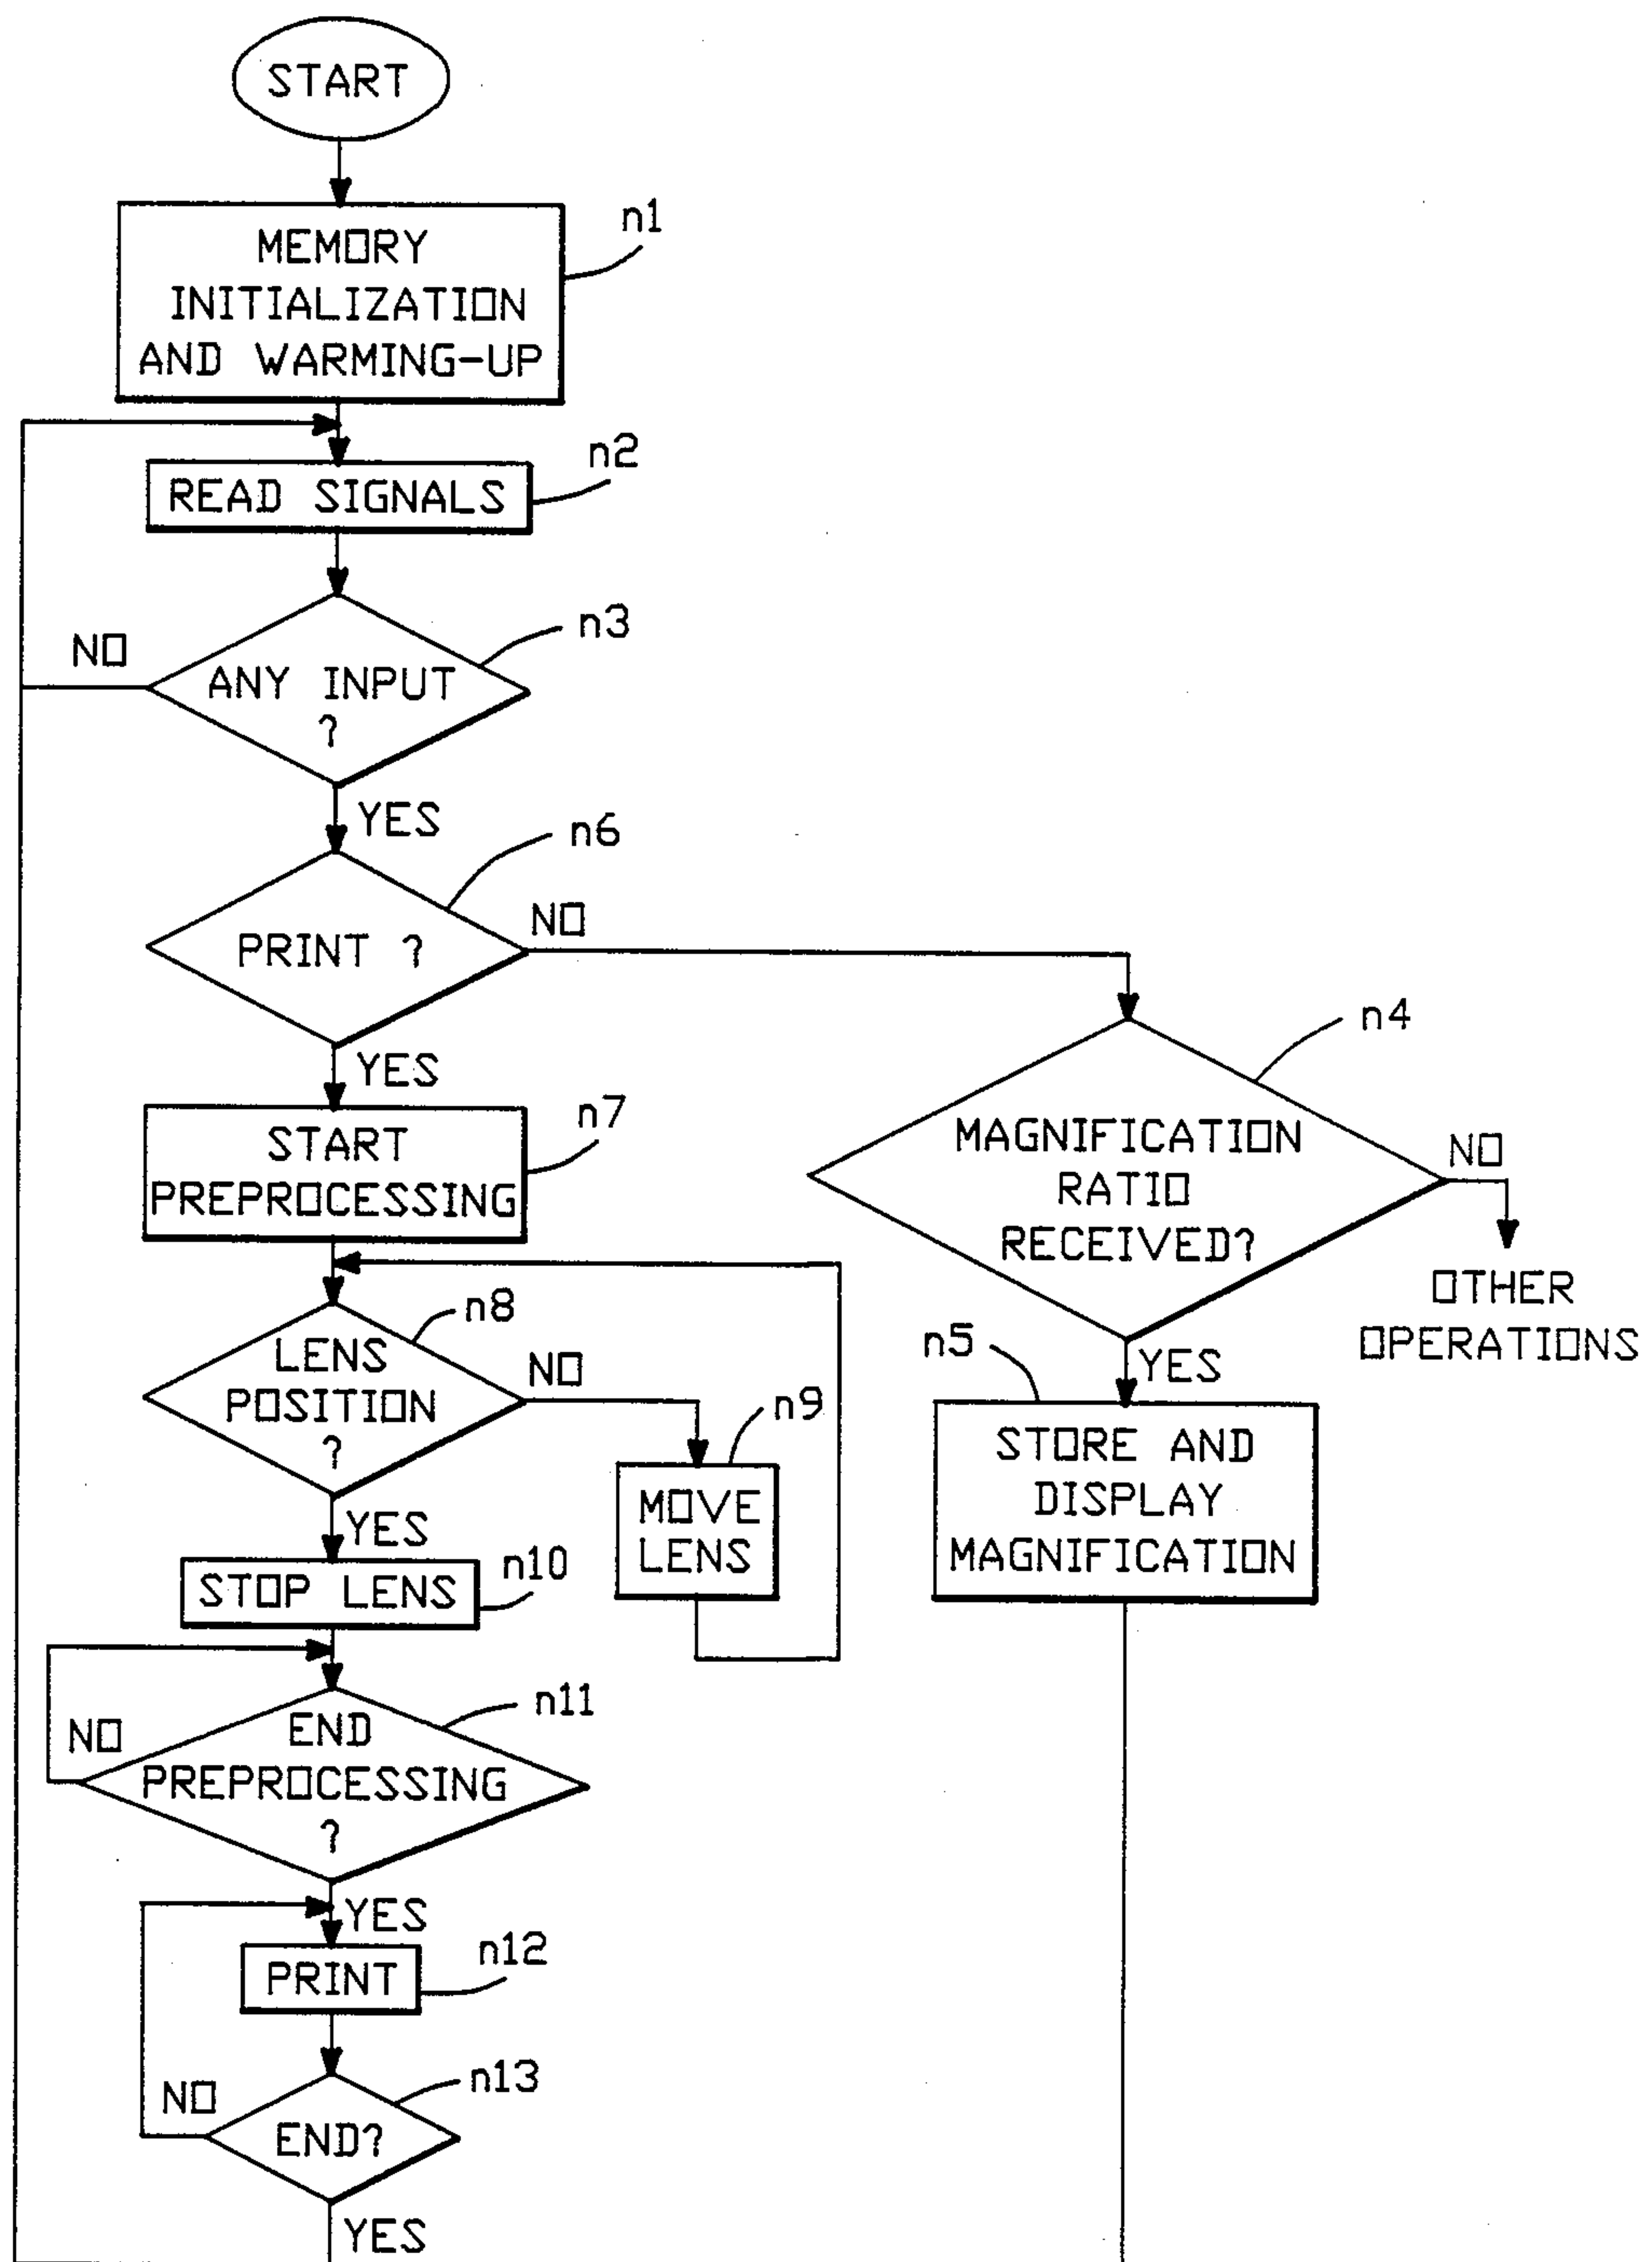 START
MEMORY
INITIALIZATION
AND WARMING-UP
n1
READ SIGNALS
n2
ANY INPUT
?
n3
NO
YES
PRINT ?
n6
NO
YES
START
PREPROCESSING
n7
MAGNIFICATION
RATIO
RECEIVED?
n4
NO
OTHER
OPERATIONS
YES
n5
STORE AND
DISPLAY
MAGNIFICATION
LENS
POSITION
?
n8
NO
n9
MOVE
LENS
YES
STOP LENS
n10
END
PREPROCESSING
?
n11
NO
YES
PRINT
n12
END?
n13
NO
YES